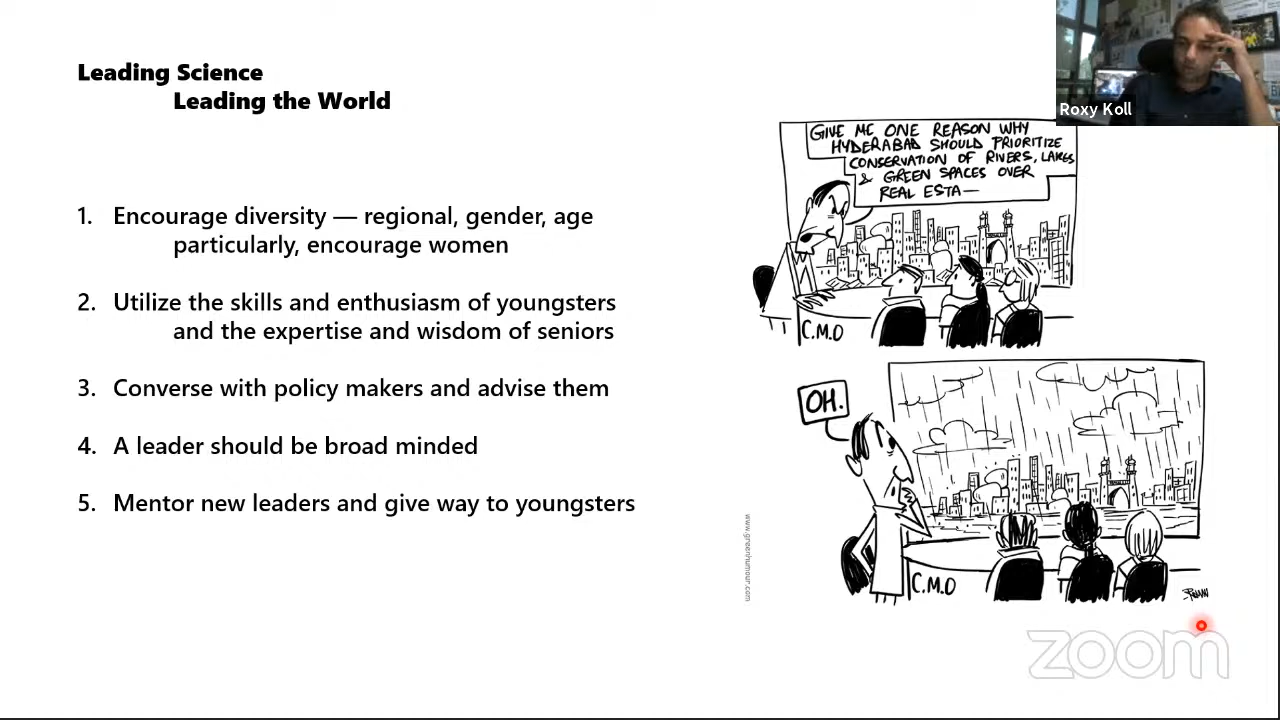 Leading Science
Leading the World
1. Encourage diversity — regional, gender, age
particularly, encourage women
2. Utilize the skills and enthusiasm of youngsters
and the expertise and wisdom of seniors
3. Converse with policy makers and advise them
4. A leader should be broad minded
5. Mentor new leaders and give way to youngsters
Roxy Koll
GIVE ME ONE REASON WHY
HYDERABAD SHOULD PRIORITIZE
CONSERVATION OF RIVERS, LAKES
& GREEN SPACES OVER
REAL ESTA—
C.M.O
OH.
C.M.O
www.greenhumour.com
zoom